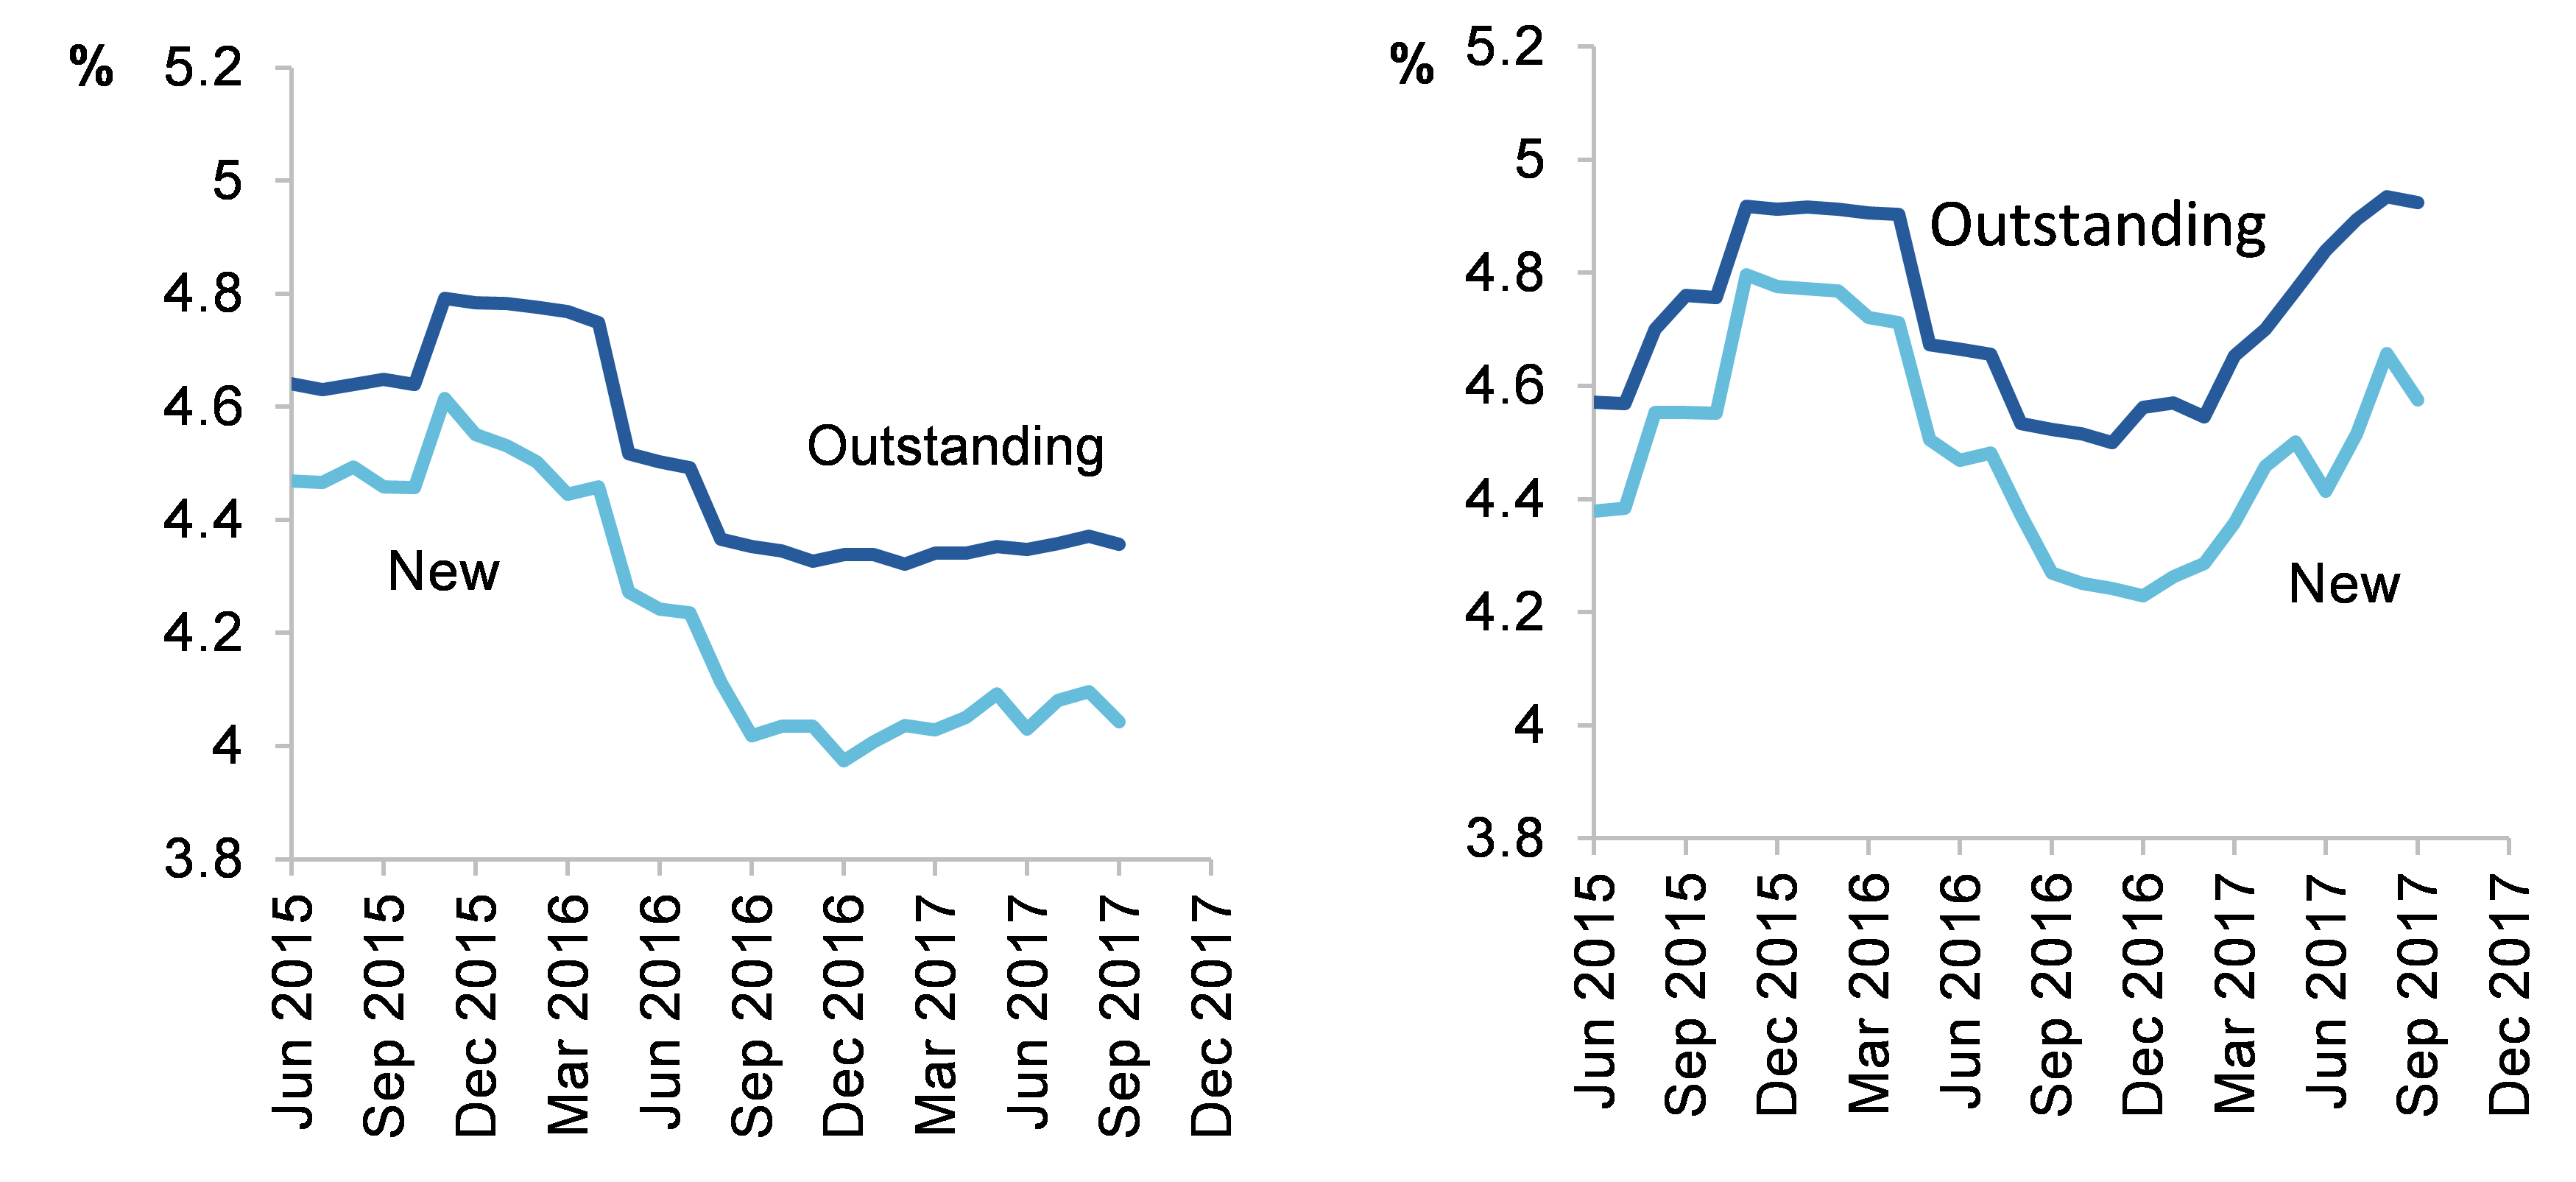 %
5.2
5
4.8
4.6
4.4
4.2
4
3.8
Outstanding
New
Jun 2015
Sep 2015
Dec 2015
Mar 2016
Jun 2016
Sep 2016
Dec 2016
Mar 2017
Jun 2017
Sep 2017
Dec 2017
%
5.2
5
4.8
4.6
4.4
4.2
4
3.8
Outstanding
New
Jun 2015
Sep 2015
Dec 2015
Mar 2016
Jun 2016
Sep 2016
Dec 2016
Mar 2017
Jun 2017
Sep 2017
Dec 2017